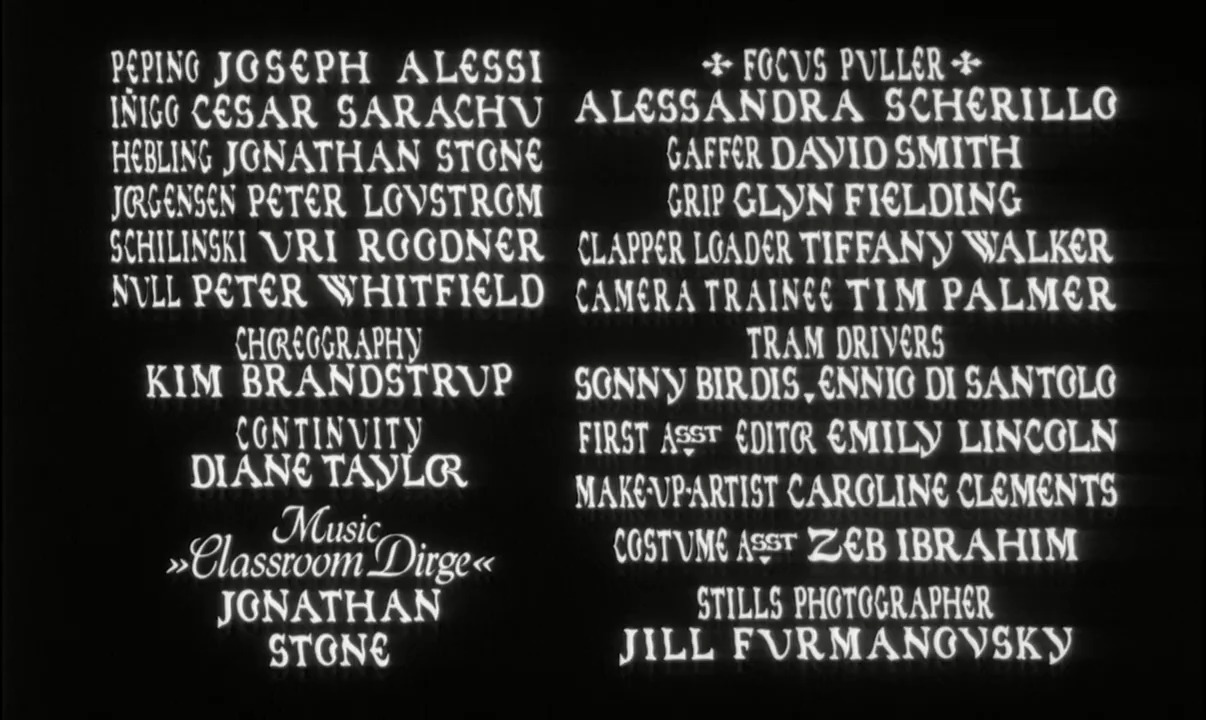 PEPINO JOSEPH ALESSI
IÑIGO CESAR SARACHU
HEBLING JONATHAN STONE
JORGENSEN PETER LOVSTROM
SCHILINSKI URI ROODNER
NULL PETER WHITFIELD
CHOREOGRAPHY
KIM BRANDSTRUP
CONTINUITY
DIANE TAYLOR
Music
»Classroom Dirge«
JONATHAN
STONE
✣ FOCUS PULLER ✣
ALESSANDRA SCHERILLO
GAFFER DAVID SMITH
GRIP GLYN FIELDING
CLAPPER LOADER TIFFANY WALKER
CAMERA TRAINEE TIM PALMER
TRAM DRIVERS
SONNY BIRDIS, ENNIO DI SANTOLO
FIRST ASST EDITOR EMILY LINCOLN
MAKE-UP-ARTIST CAROLINE CLEMENTS
COSTUME ASST ZEB IBRAHIM
STILLS PHOTOGRAPHER
JILL FURMANOVSKY